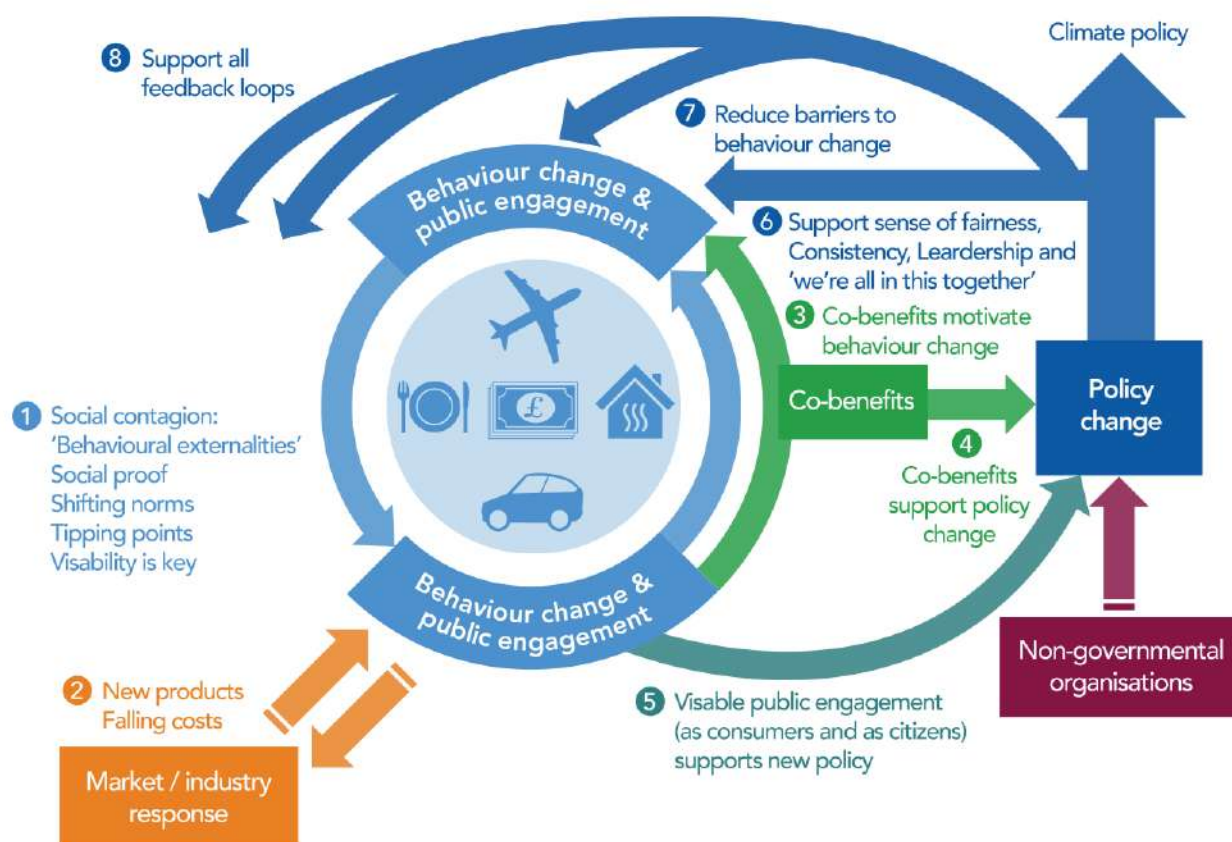 8 Support all
feedback loops
Climate policy
7 Reduce barriers to
behaviour change
Behaviour change &
public engagement
6 Support sense of fairness,
Consistency, Leardership and
‘we’re all in this together’
3 Co-benefits motivate
behaviour change
Co-benefits
Policy
change
4
Co-benefits
support policy
change
£
1 Social contagion:
‘Behavioural externalities’
Social proof
Shifting norms
Tipping points
Visability is key
Behaviour change &
public engagement
Non-governmental
organisations
2 New products
Falling costs
5 Visable public engagement
(as consumers and as citizens)
supports new policy
Market / industry
response